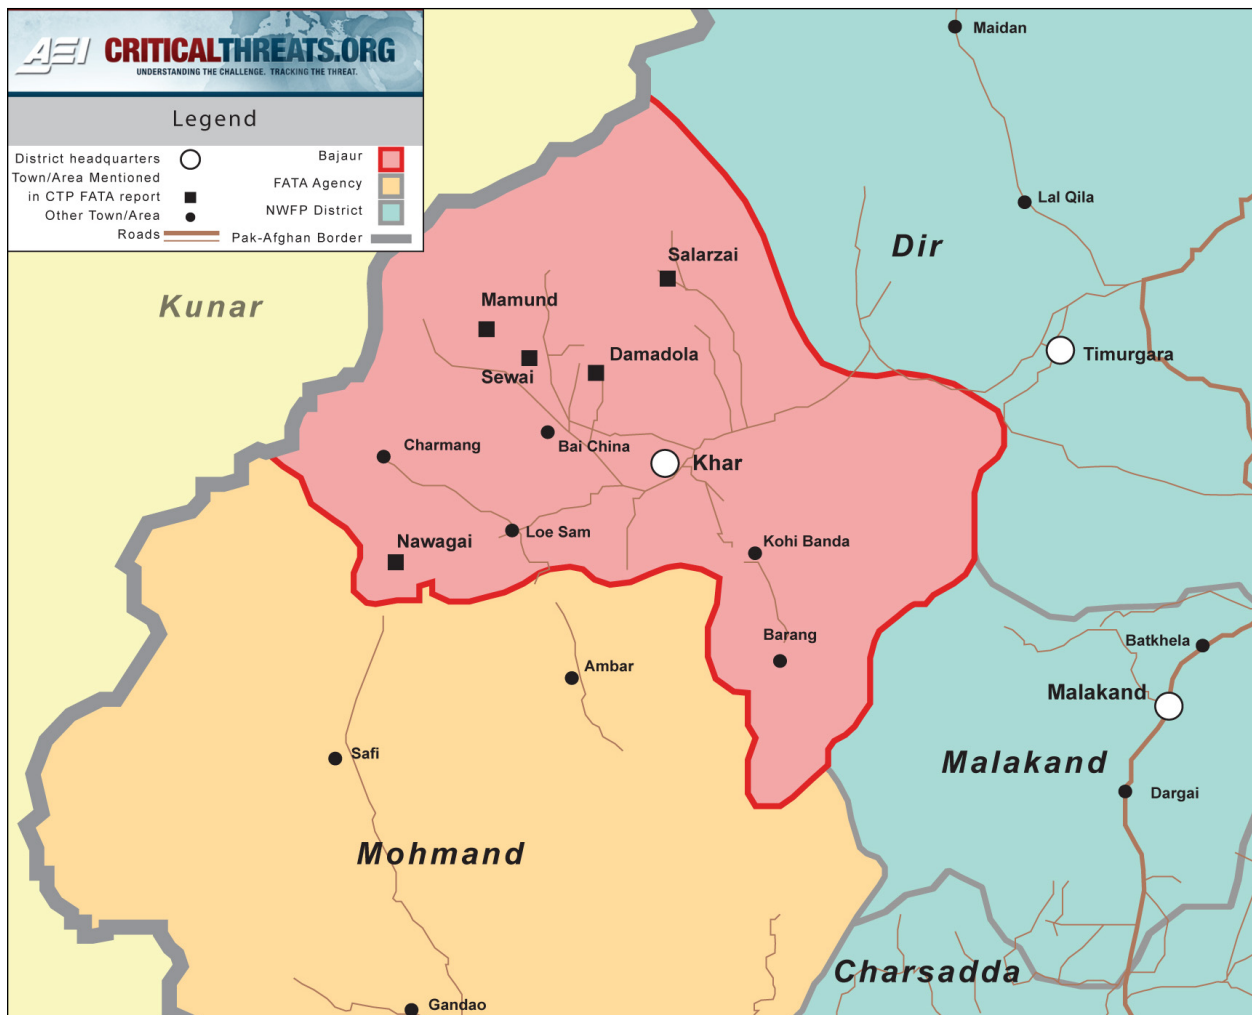 AEI CRITICALTHREATS.ORG
UNDERSTANDING THE CHALLENGE. TRACKING THE THREAT.
Legend
District headquarters
Town/Area Mentioned
in CTP FATA report
Other Town/Area
Roads
Bajaur
FATA Agency
NWFP District
Pak-Afghan Border
Maidan
Lal Qila
Dir
Salarzai
Kunar
Mamund
Damadola
Timurgara
Sewai
Charmang
Bai China
Khar
Loe Sam
Nawagai
Kohi Banda
Barang
Batkhela
Ambar
Malakand
Safi
Malakand
Dargai
Mohmand
Charsadda
Gandao